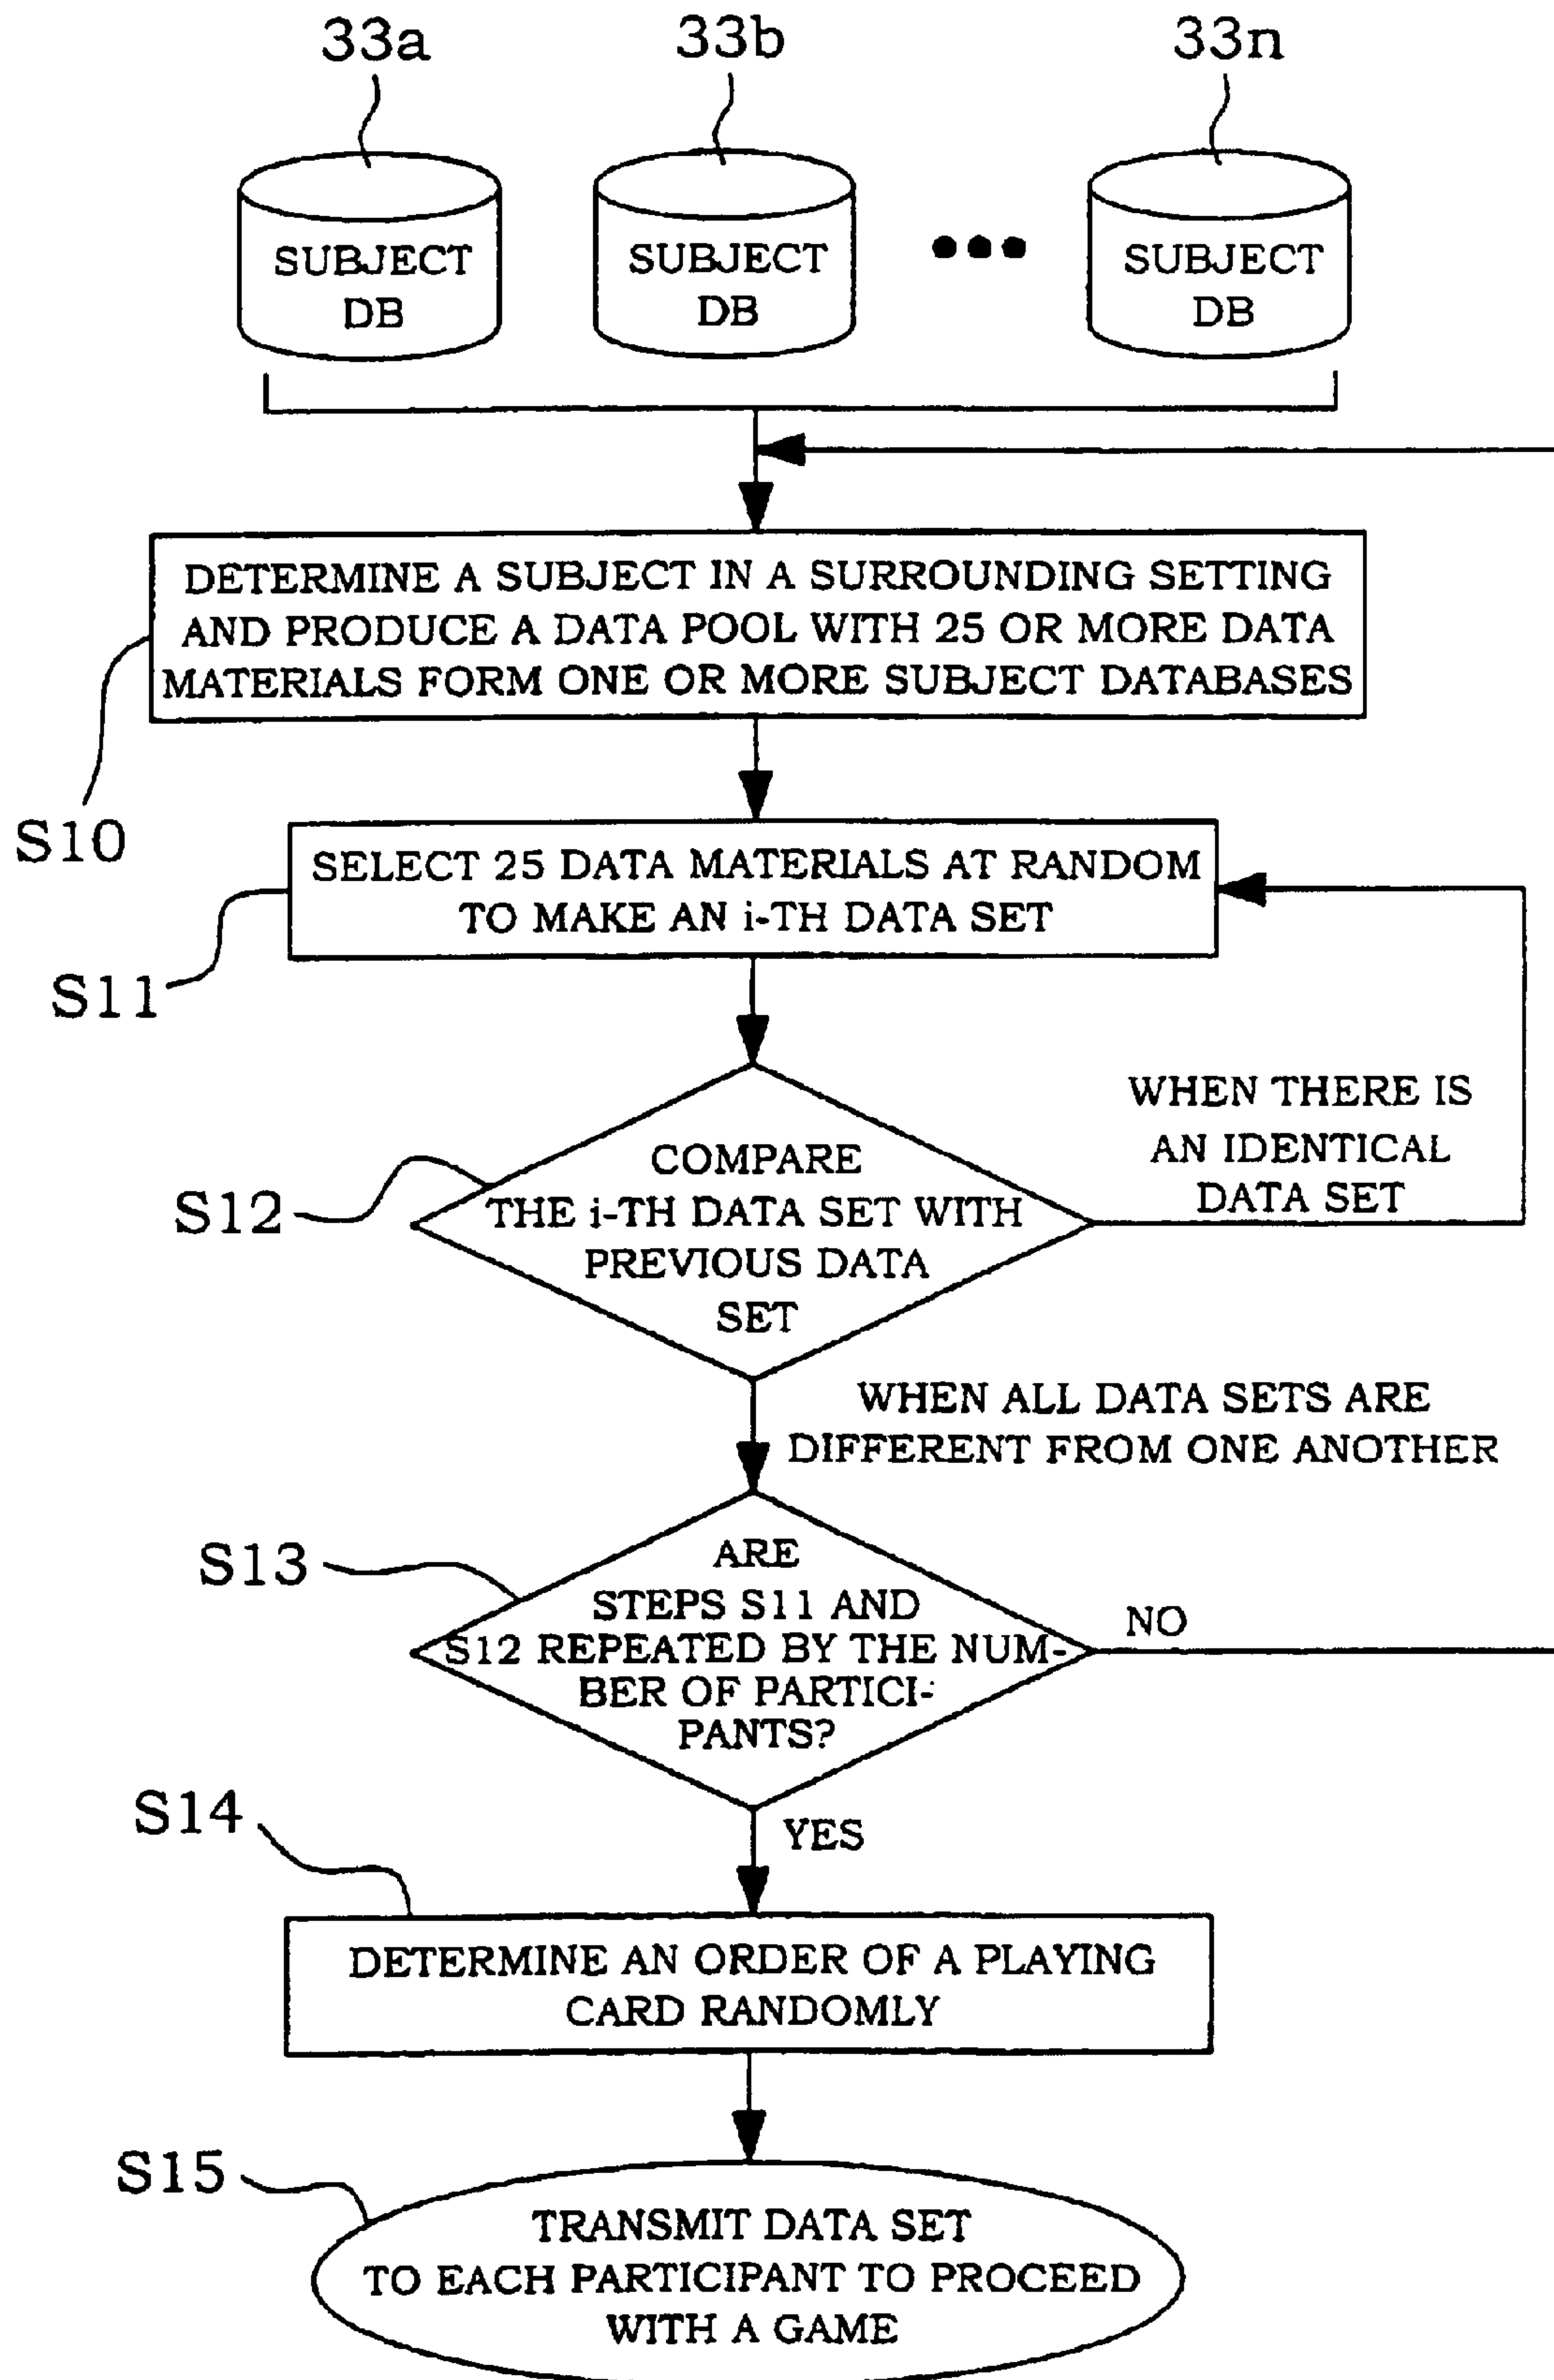 33a
33b
33n
SUBJECT
DB
SUBJECT
DB
SUBJECT
DB
DETERMINE A SUBJECT IN A SURROUNDING SETTING
AND PRODUCE A DATA POOL WITH 25 OR MORE DATA
MATERIALS FORM ONE OR MORE SUBJECT DATABASES
S10
SELECT 25 DATA MATERIALS AT RANDOM
TO MAKE AN i-TH DATA SET
S11
WHEN THERE IS
AN IDENTICAL
DATA SET
COMPARE
THE i-TH DATA SET WITH
PREVIOUS DATA
SET
S12
WHEN ALL DATA SETS ARE
DIFFERENT FROM ONE ANOTHER
S13
ARE
STEPS S11 AND
S12 REPEATED BY THE NUM-
BER OF PARTICI-
PANTS?
NO
YES
S14
DETERMINE AN ORDER OF A PLAYING
CARD RANDOMLY
S15
TRANSMIT DATA SET
TO EACH PARTICIPANT TO PROCEED
WITH A GAME